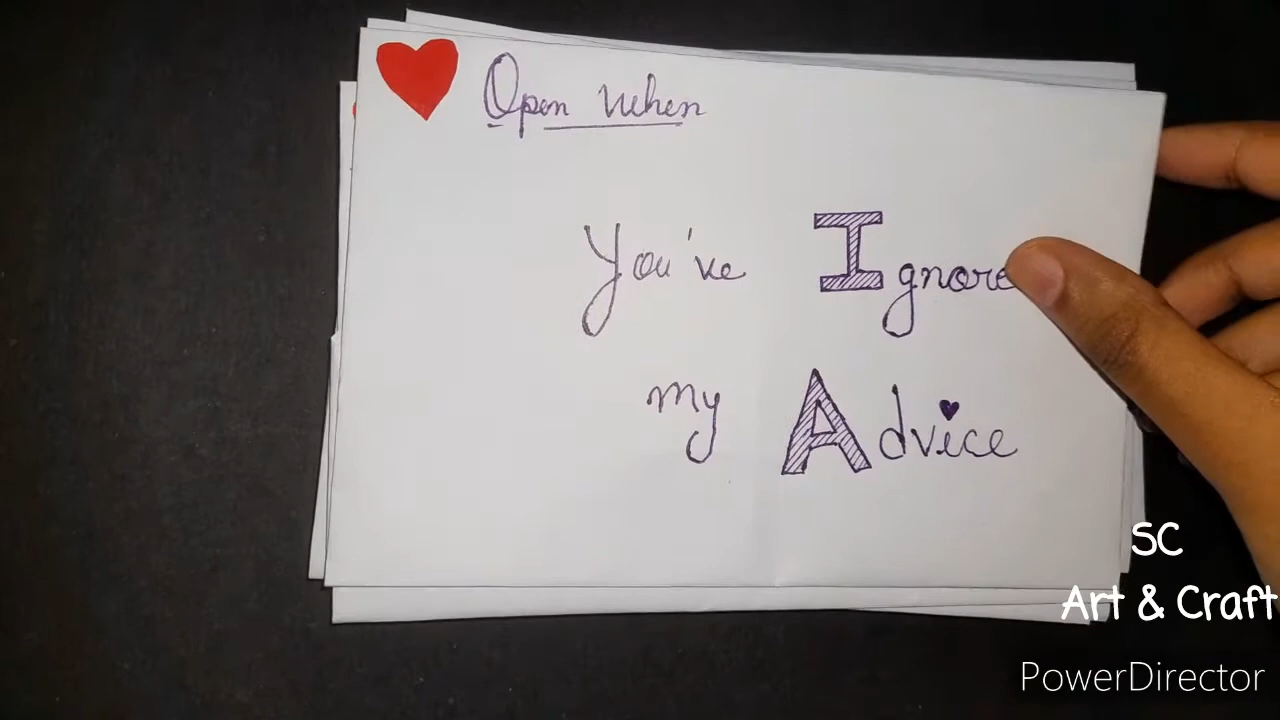 Open when
You've Ignore
my Advice
SC
Art & Craft
PowerDirector